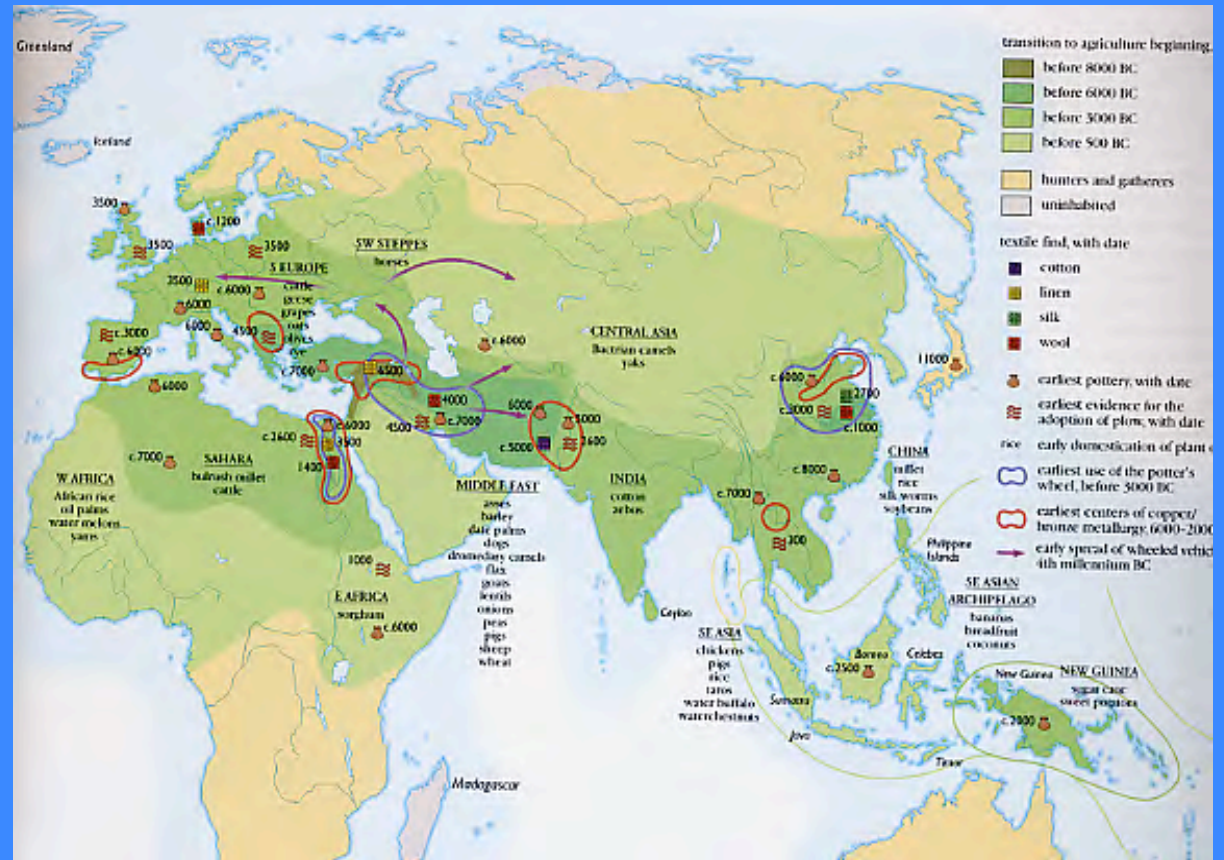 Greenland
Iceland
3500
c.1200
3500
3500
SW STEPPES
horses
S EUROPE
cattle
geese
grapes
oats
olives
rye
3500
c.6000
6000
6000
4500
c.3000
c.6000
6000
c.7000
6500
c.6000
CENTRAL ASIA
Bactrian camels
yaks
4000
c.7000
4500
6000
5000
c.5000
2600
c.6000
3500
c.2600
1400
c.7000
SAHARA
bulrush millet
cattle
W AFRICA
African rice
oil palms
water melons
yams
MIDDLE EAST
asses
barley
date palms
dogs
dromedary camels
flax
goats
lentils
onions
peas
pigs
sheep
wheat
1000
E AFRICA
sorghum
c.6000
INDIA
cotton
zebus
Ceylon
c.6000
2700
c.1000
11000
CHINA
millet
rice
silk worms
soybeans
c.8000
c.7000
300
Philippine
Islands
SE ASIAN
ARCHIPELAGO
bananas
breadfruit
coconuts
SE ASIA
chickens
pigs
rice
taros
water buffalo
waterchestnuts
Borneo
Celebes
c.2500
Sumatra
Java
Timor
New Guinea
NEW GUINEA
sugar cane
sweet potatoes
c.2000
Madagascar
transition to agriculture beginning,
before 8000 BC
before 6000 BC
before 3000 BC
before 500 BC
hunters and gatherers
uninhabited
textile find, with date
cotton
linen
silk
wool
earliest pottery, with date
earliest evidence for the
adoption of plow, with date
rice
early domestication of plant
earliest use of the potter's
wheel, before 3000 BC
earliest centers of copper/
bronze metallurgy, 6000-2000
early spread of wheeled
4th millennium BC